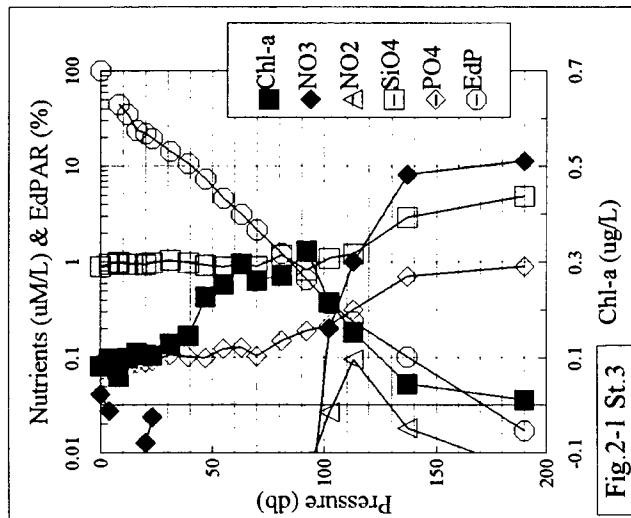 Nutrients (uM/L) & EdPAR (%)
0.01 0.1 1 10 100
Pressure (db)
0
50
100
150
200
Chl-a
NO3
NO2
SiO4
PO4
EdP
-0.1 0.1 0.3 0.5 0.7
Chl-a (ug/L)
Fig.2-1 St.3